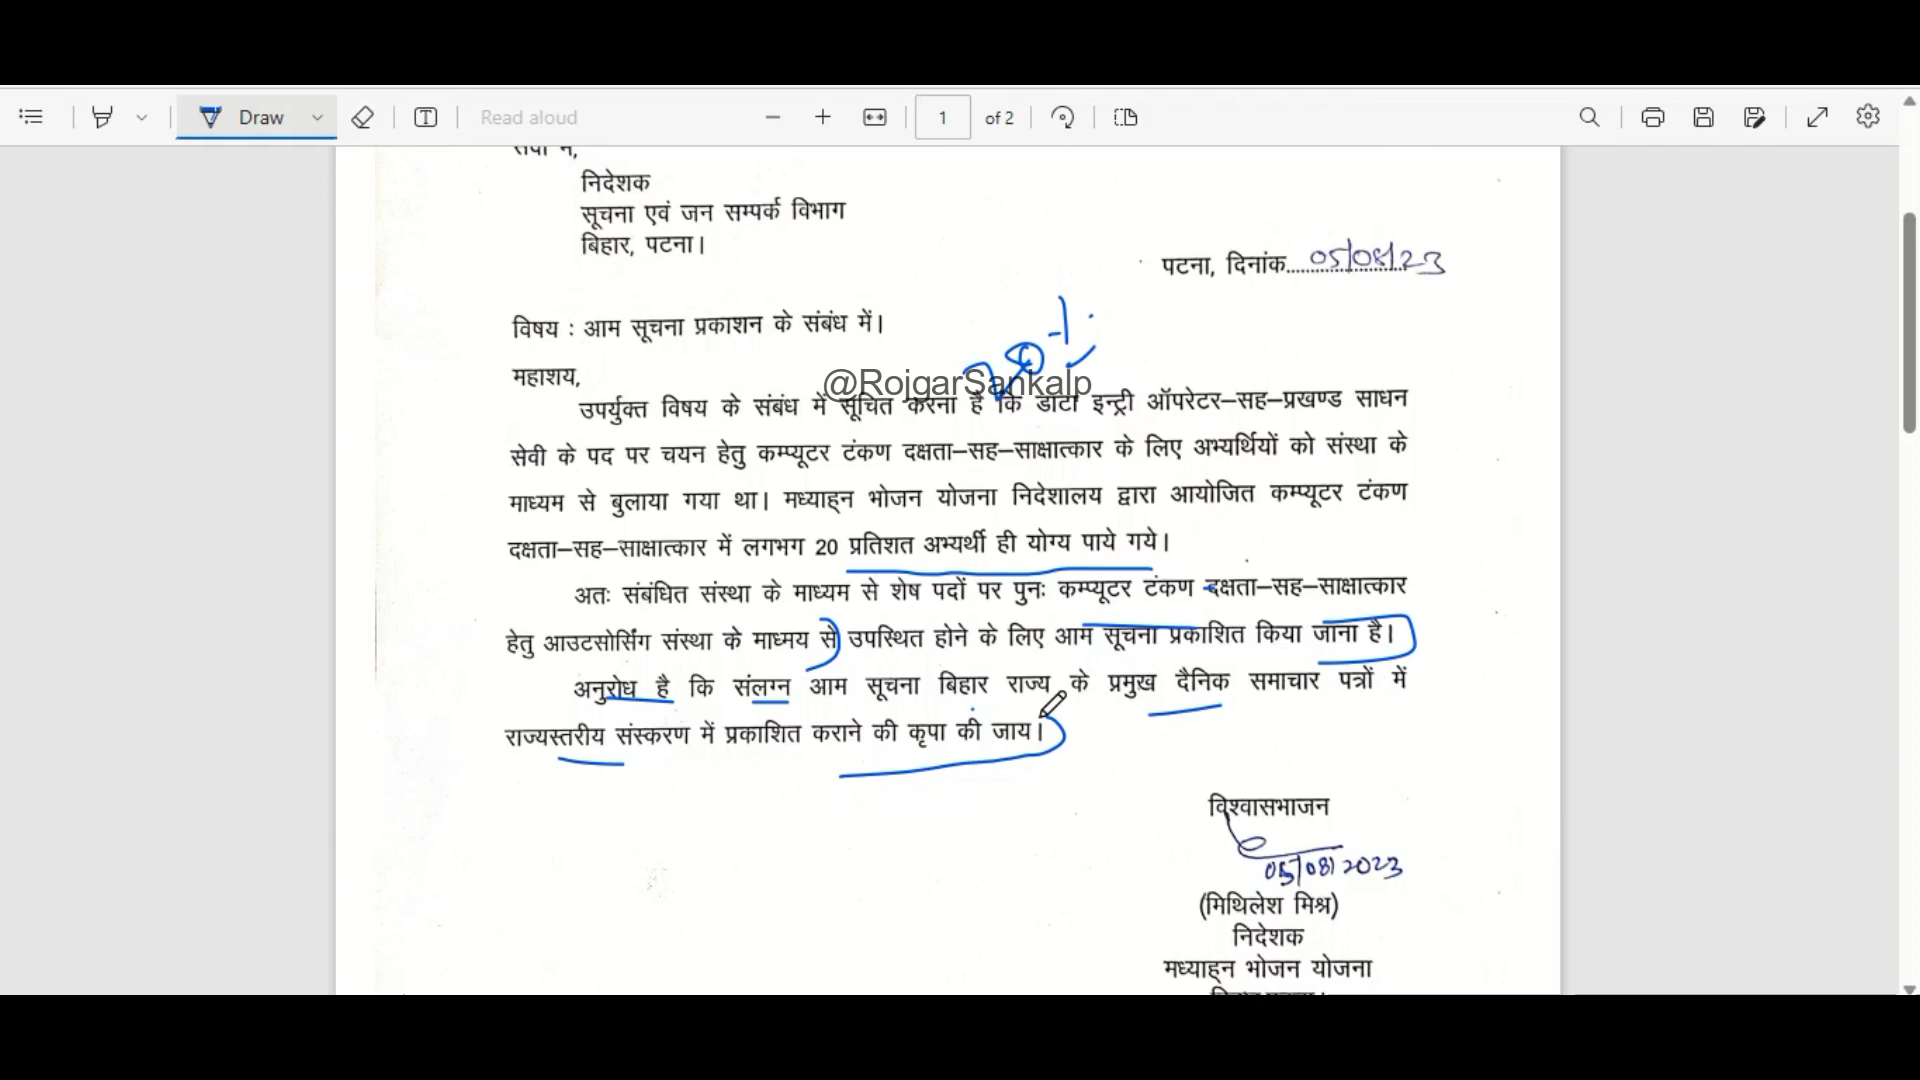 Draw
Read aloud
1 of 2
सेवा में,
निदेशक
सूचना एवं जन सम्पर्क विभाग
बिहार, पटना।
पटना, दिनांक..................05/08/23
विषय : आम सूचना प्रकाशन के संबंध में।
20%
महाशय,
@RojgarSankalp
उपर्युक्त विषय के संबंध में सूचित करना है कि डाटा इन्ट्री ऑपरेटर–सह–प्रखण्ड साधन
सेवी के पद पर चयन हेतु कम्प्यूटर टंकण दक्षता–सह–साक्षात्कार के लिए अभ्यर्थियों को संस्था के
माध्यम से बुलाया गया था। मध्याह्न भोजन योजना निदेशालय द्वारा आयोजित कम्प्यूटर टंकण
दक्षता–सह–साक्षात्कार में लगभग 20 प्रतिशत अभ्यर्थी ही योग्य पाये गये।
अतः संबंधित संस्था के माध्यम से शेष पदों पर पुनः कम्प्यूटर टंकण दक्षता–सह–साक्षात्कार
हेतु आउटसोर्सिंग संस्था के माध्मय से उपस्थित होने के लिए आम सूचना प्रकाशित किया जाना है।
अनुरोध है कि संलग्न आम सूचना बिहार राज्य के प्रमुख दैनिक समाचार पत्रों में
राज्यस्तरीय संस्करण में प्रकाशित कराने की कृपा की जाय।
विश्वासभाजन
05/08/2023
(मिथिलेश मिश्र)
निदेशक
मध्याह्न भोजन योजना